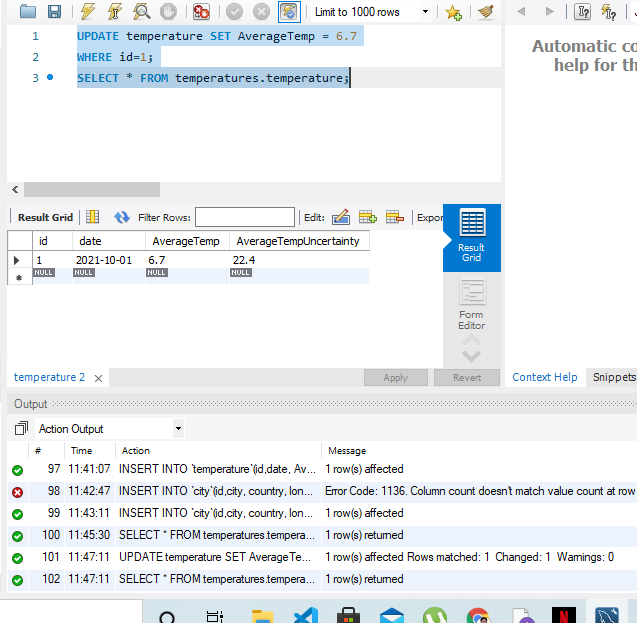 Limit to 1000 rows
1 UPDATE temperature SET AverageTemp = 6.7
2 WHERE id=1;
3 SELECT * FROM temperatures.temperature;
Automatic co
help for th
Result Grid Filter Rows: Edit: Expor
id date AverageTemp AverageTempUncertainty
1 2021-10-01 6.7 22.4
NULL NULL NULL NULL
Result
Grid
Form
Editor
temperature 2 Apply Revert Context Help Snippets
Output
Action Output
# Time Action Message
97 11:41:07 INSERT INTO `temperature`(id,date, Av... 1 row(s) affected
98 11:42:47 INSERT INTO `city`(id,city, country, lon... Error Code: 1136. Column count doesn't match value count at row
99 11:43:11 INSERT INTO `city`(id,city, country, lon... 1 row(s) affected
100 11:45:30 SELECT * FROM temperatures.tempera... 1 row(s) returned
101 11:47:11 UPDATE temperature SET AverageTe... 1 row(s) affected Rows matched: 1 Changed: 1 Warnings: 0
102 11:47:11 SELECT * FROM temperatures.tempera... 1 row(s) returned